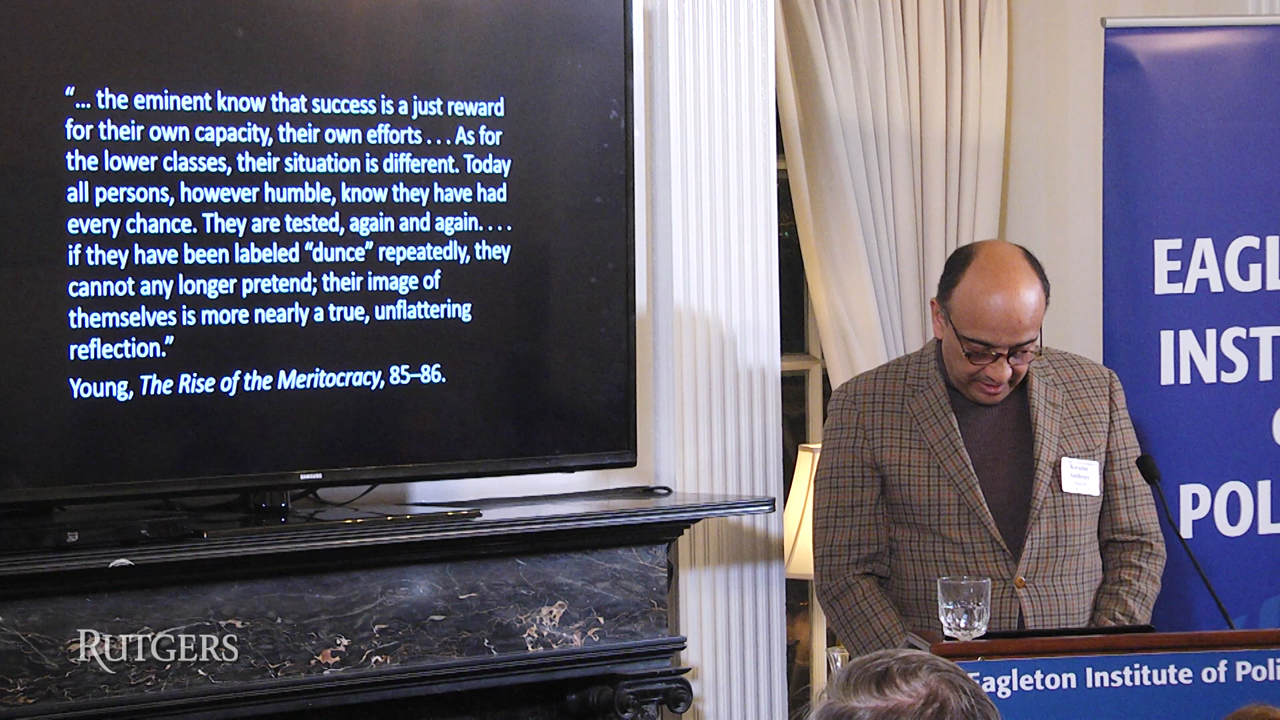 “... the eminent know that success is a just reward
for their own capacity, their own efforts . . . As for
the lower classes, their situation is different. Today
all persons, however humble, know they have had
every chance. They are tested, again and again. . . .
if they have been labeled “dunce” repeatedly, they
cannot any longer pretend; their image of
themselves is more nearly a true, unflattering
reflection.”
Young, The Rise of the Meritocracy, 85–86.
SAMSUNG
RUTGERS
EAGL
INST
POL
Eagleton Institute of Poli